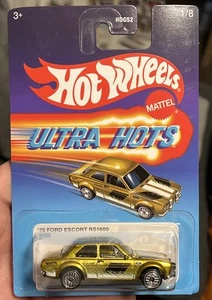 3+
HDG52
1/8
Hot Wheels
MATTEL
ULTRA HOTS
'70 FORD ESCORT RS1600